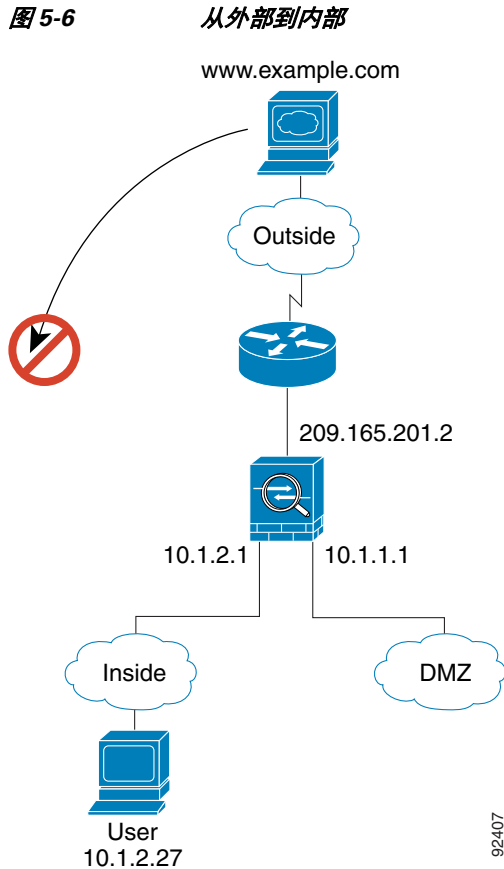 图 5-6 从外部到内部
www.example.com
Outside
209.165.201.2
10.1.2.1 10.1.1.1
Inside DMZ
User
10.1.2.27
92407